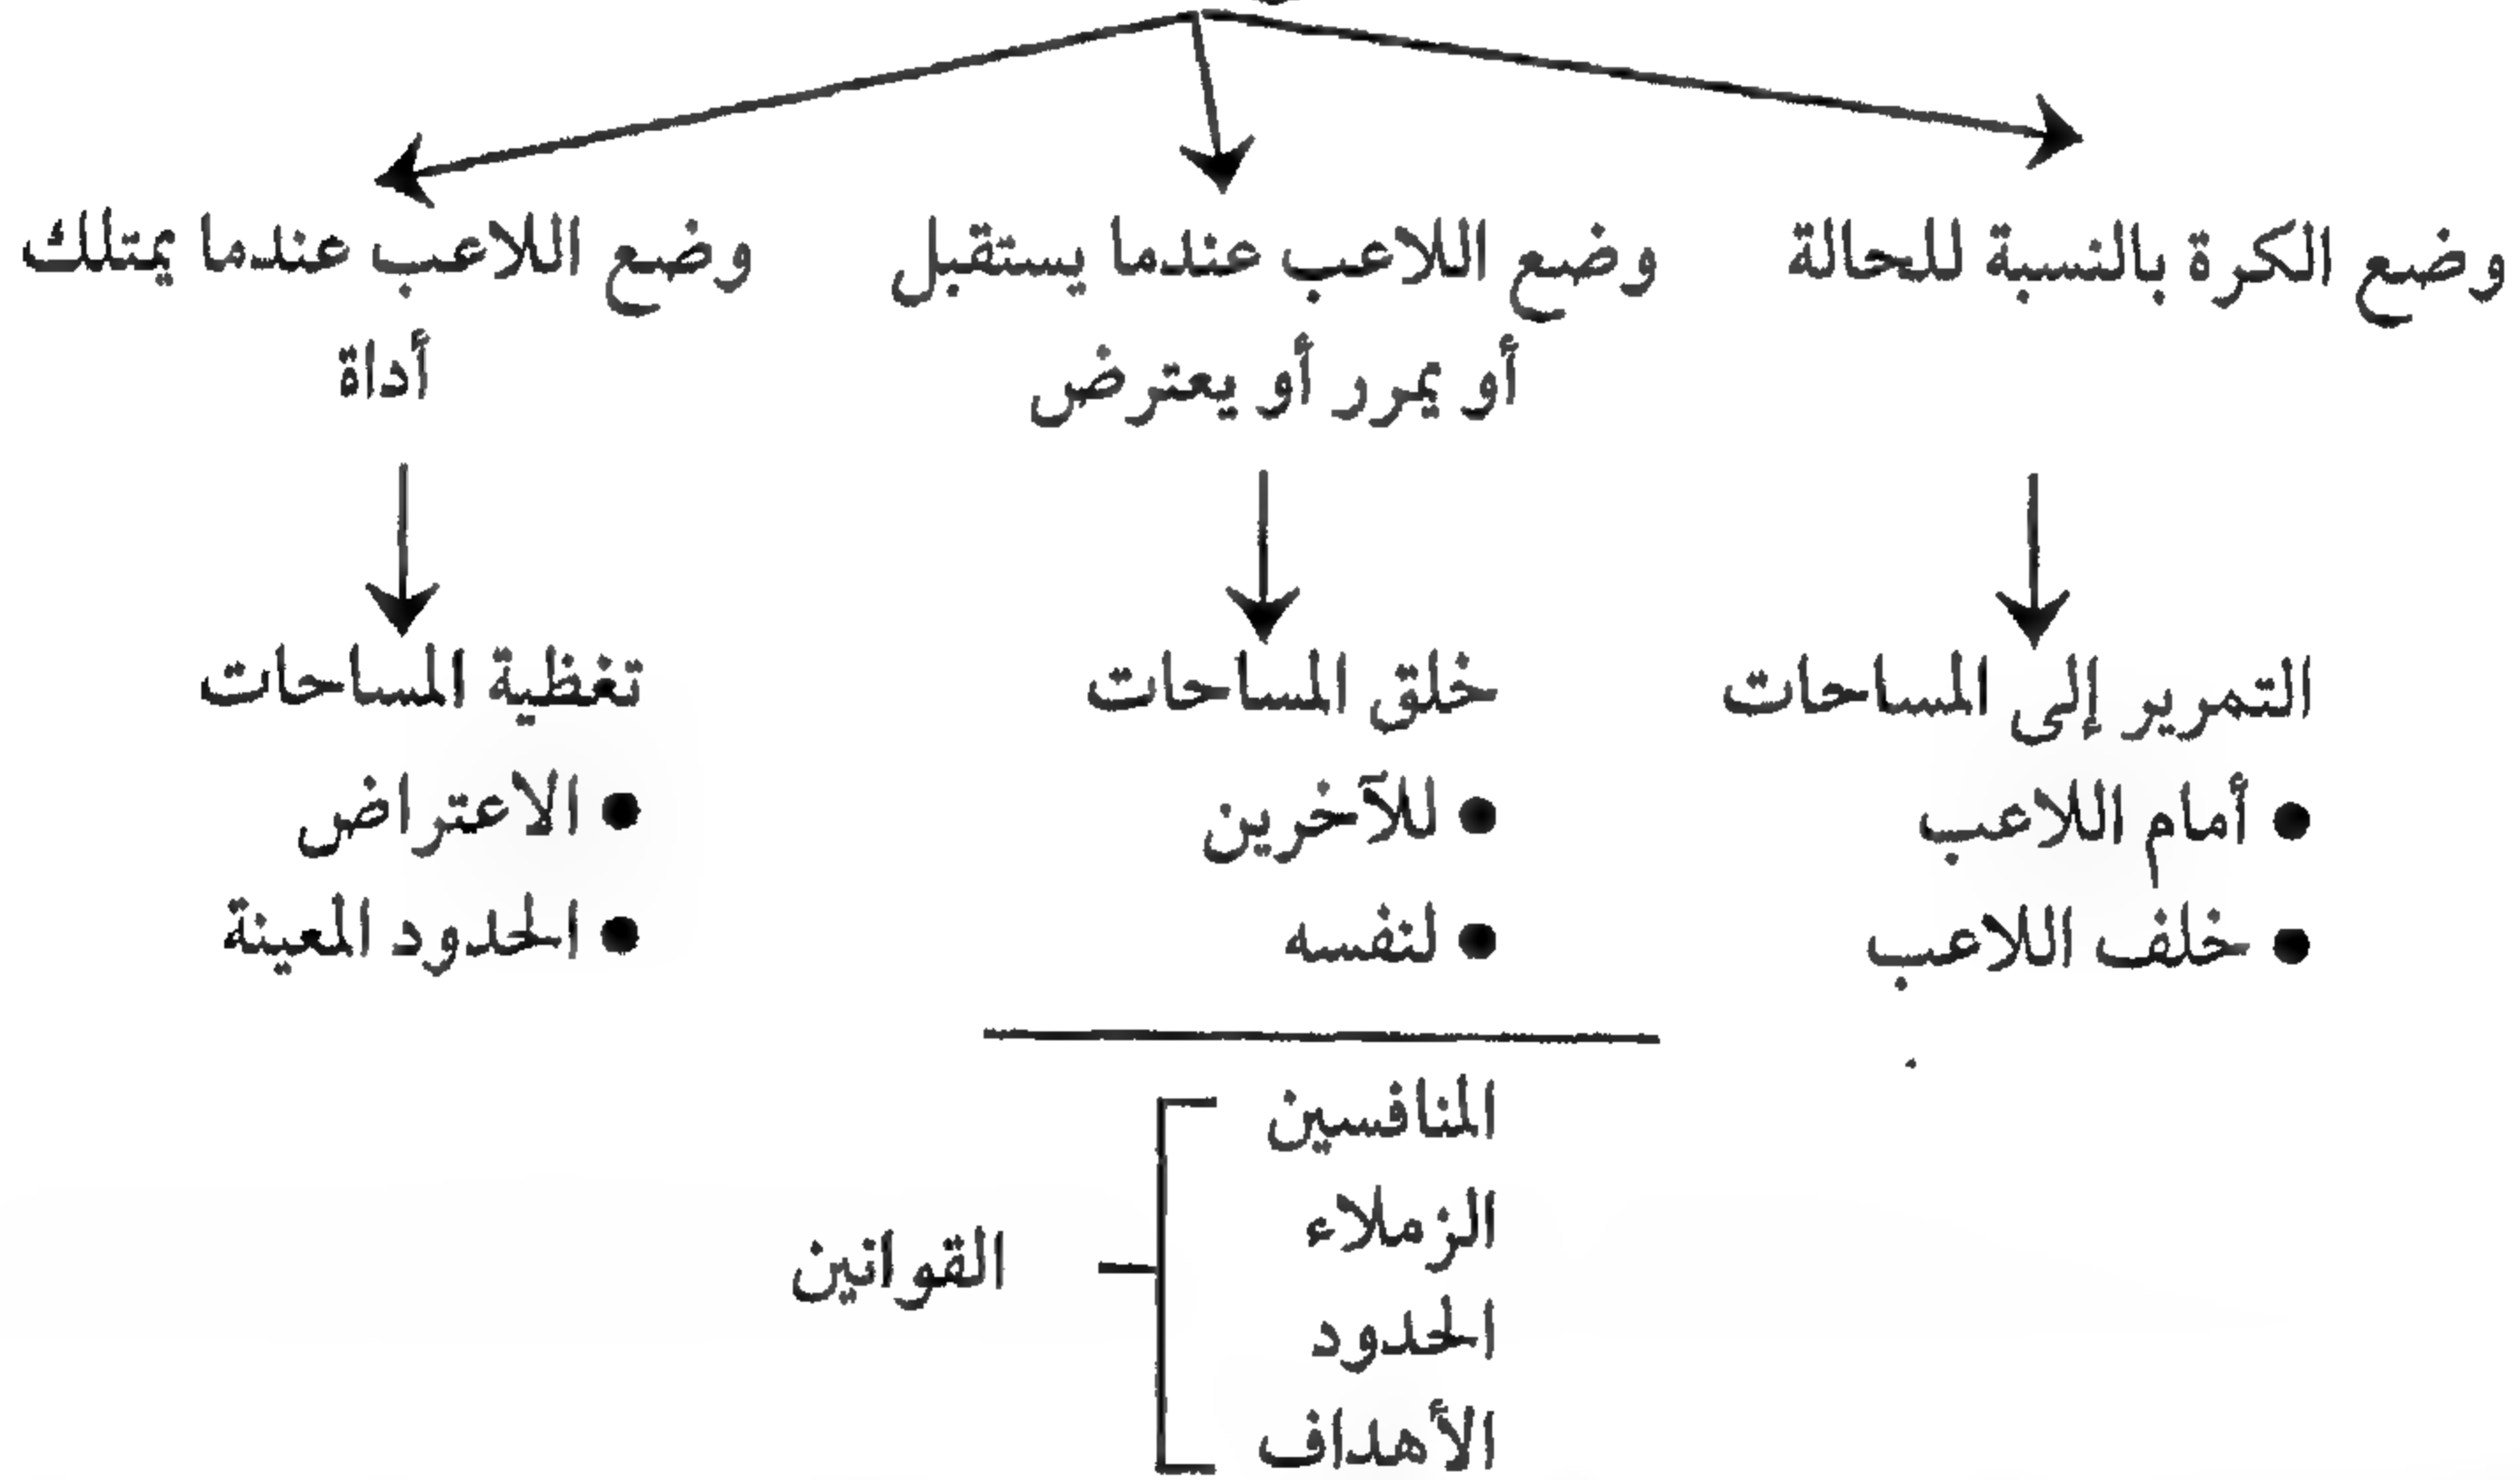 وضع الكرة بالنسبة للحالة
وضع اللاعب عندما يستقبل
أو يمرر أو يعترض
وضع اللاعب عندما يمتلك
أداة
التمرير إلى المساحات
● أمام اللاعب
● خلف اللاعب
خلق المساحات
● للآخرين
● لنفسه
تغظية المساحات
● الاعتراض
● الحدود المعينة
المنافسين
الزملاء
الحدود
الأهداف
القوانين